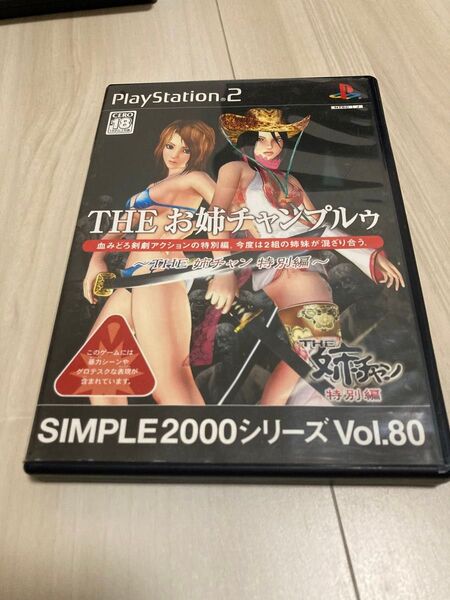 PlayStation®2
CERO
18
THE お姉チャンプルゥ
血みどろ剣劇アクションの特別編、今度は2組の姉妹が混ざり合う。
～THE 姉チャン 特別編～
このゲームには
暴力シーンや
グロテスクな表現が
含まれています。
THE
姉チャン
特別編
SIMPLE2000シリーズ Vol.80